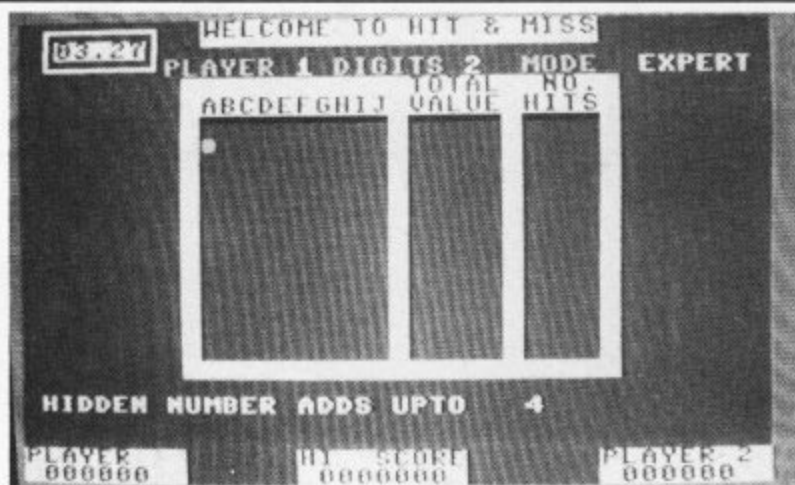 WELCOME TO HIT & MISS
03.27
PLAYER 1 DIGITS 2 MODE EXPERT
TOTAL NO.
ABCDEFGHIJ VALUE HITS
HIDDEN NUMBER ADDS UPTO 4
PLAYER HI SCORE PLAYER 2
000000 0000000 000000